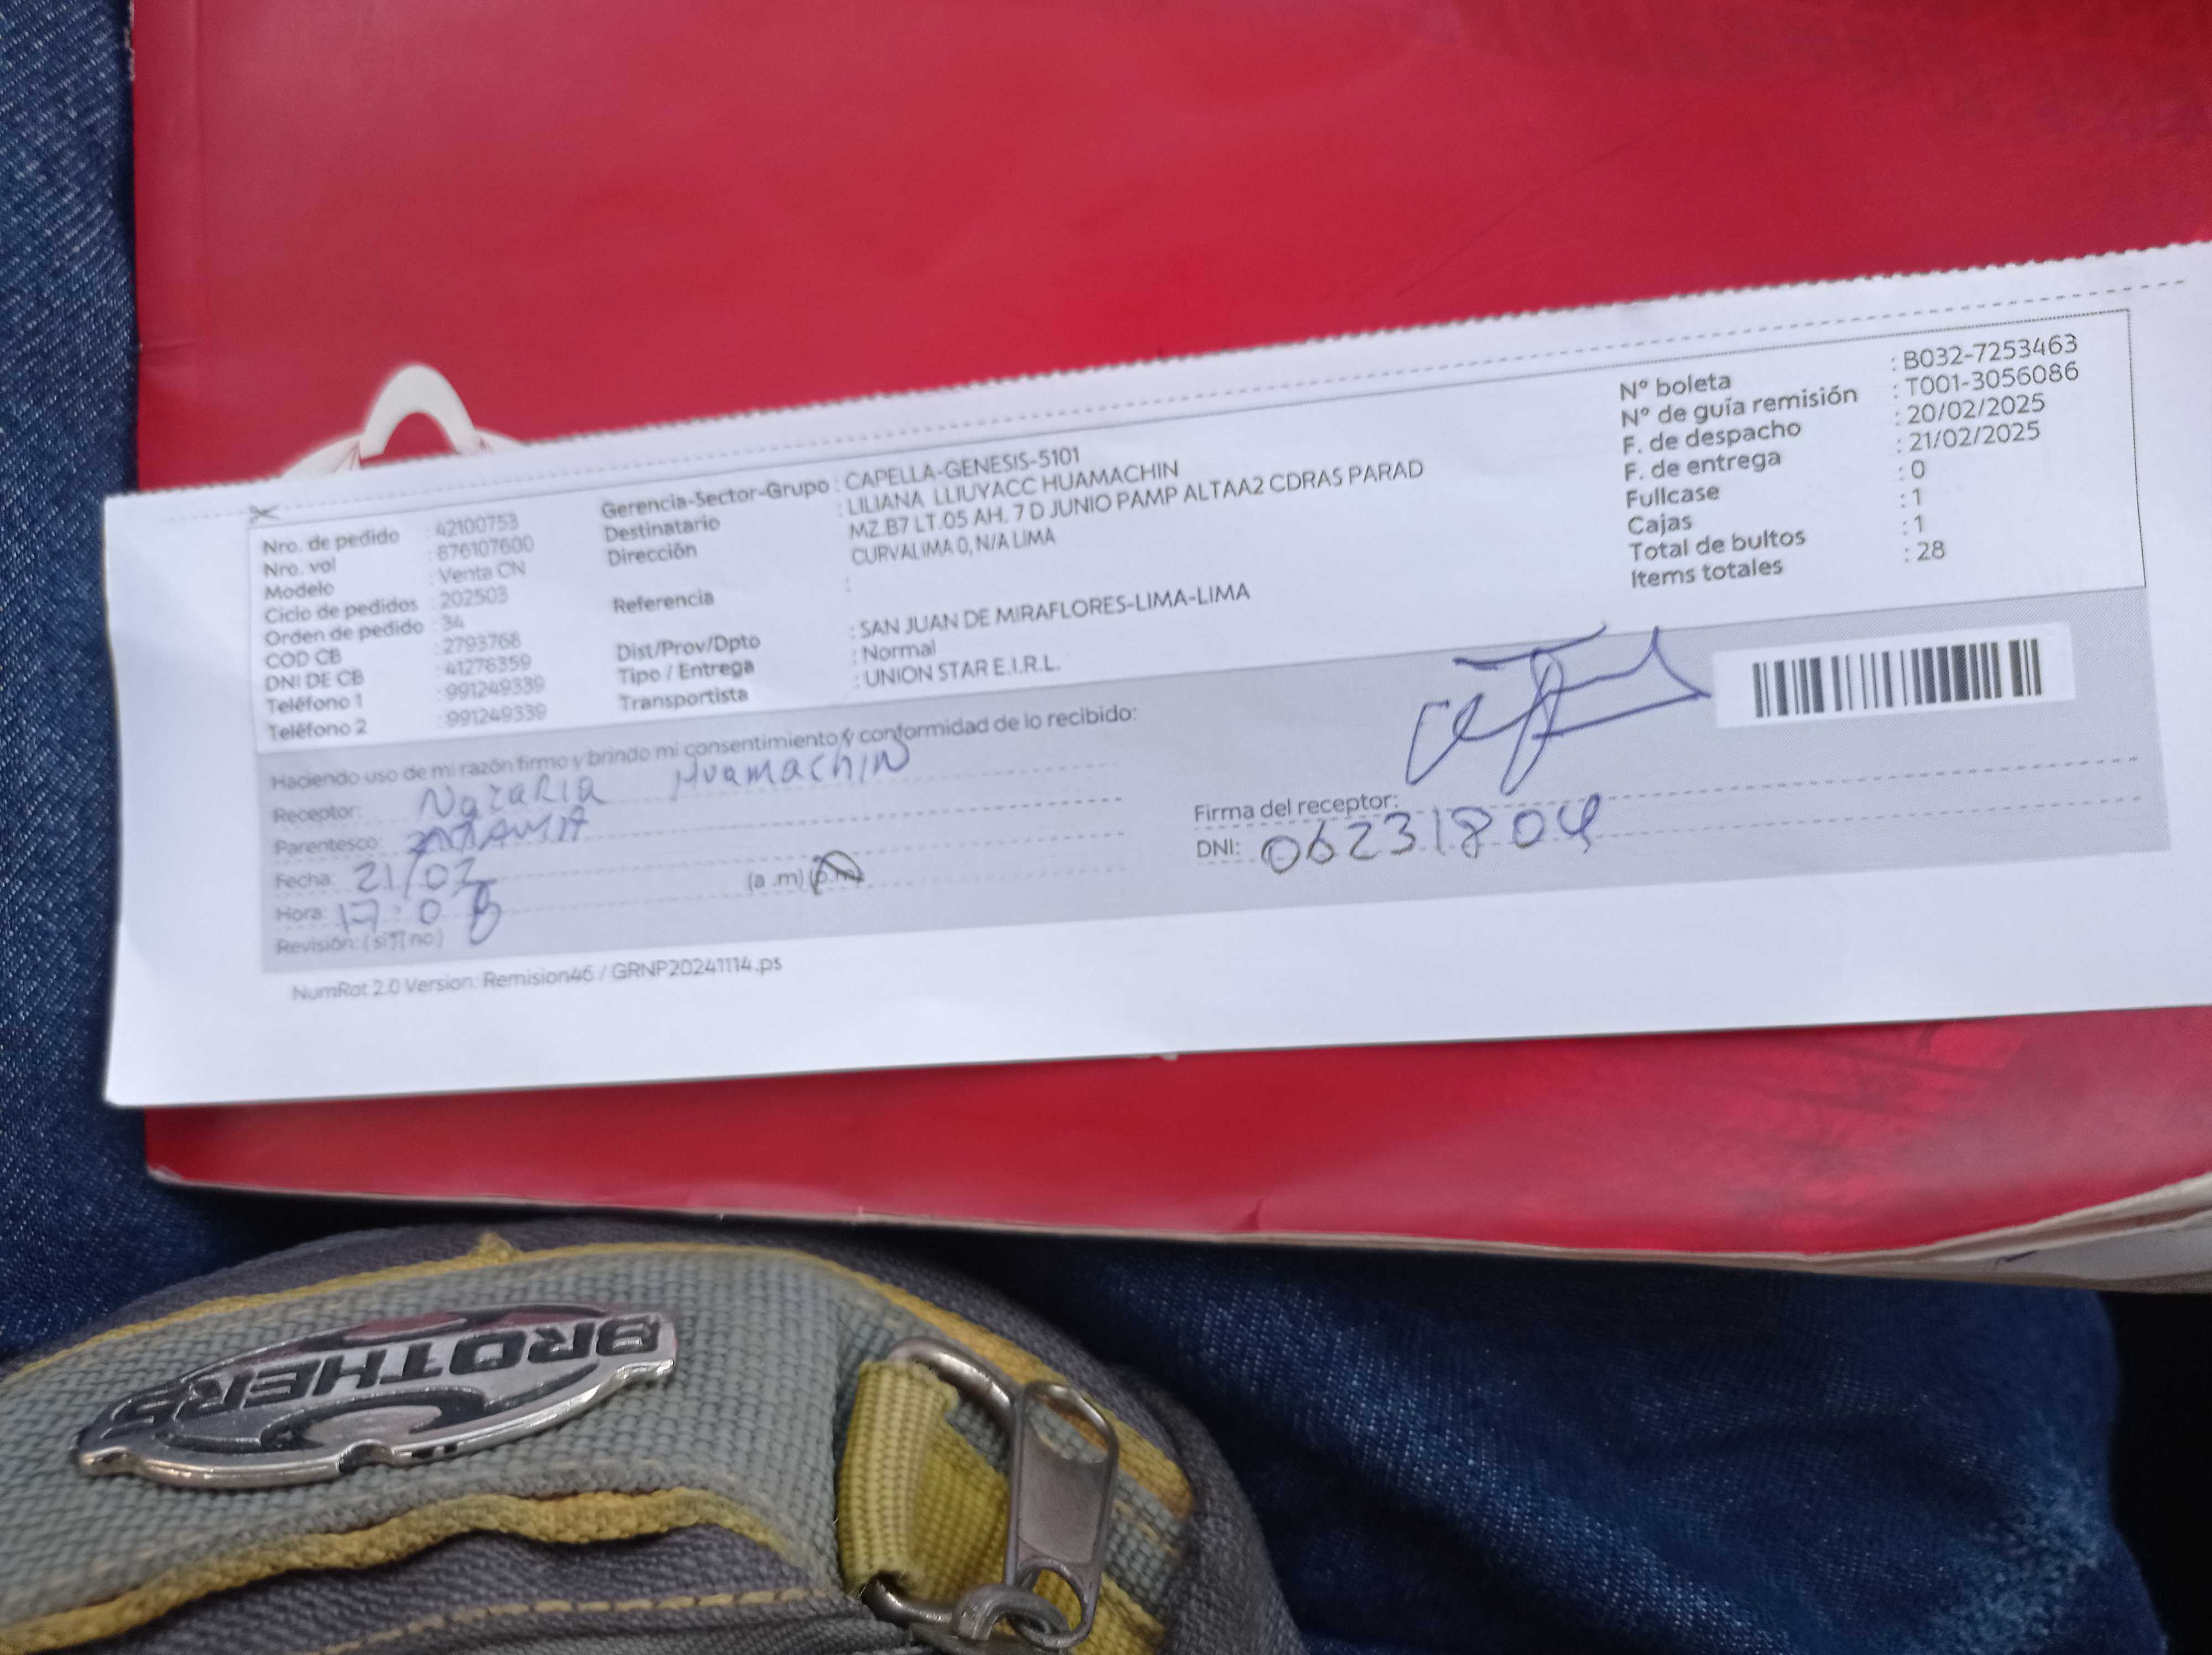 Nro. de pedido : 42100753
Nro. vol : 876107600
Modelo : Venta CN
Ciclo de pedidos : 202503
Orden de pedido : 34
COD CB : 2793768
DNI DE CB : 41278359
Teléfono 1 : 991249339
Teléfono 2 : 991249339
Gerencia-Sector-Grupo : CAPELLA-GENESIS-5101
Destinatario : LILIANA LLIUYACC HUAMACHIN
Dirección : MZ.B7 LT.05 AH. 7 D JUNIO PAMP ALTAA2 CDRAS PARAD
CURVALIMA 0, N/A LIMA
Referencia :
Dist/Prov/Dpto : SAN JUAN DE MIRAFLORES-LIMA-LIMA
Tipo / Entrega : Normal
Transportista : UNION STAR E.I.R.L.
Nº boleta : B032-7253463
Nº de guía remisión : T001-3056086
F. de despacho : 20/02/2025
F. de entrega : 21/02/2025
Fullcase : 0
Cajas : 1
Total de bultos : 1
Items totales : 28
Haciendo uso de mi razón firmo y brindo mi consentimiento y conformidad de lo recibido:
Receptor: Nazaria Huamachin
Parentesco:
Fecha: 21/02
Hora: 17:08 (a.m) (p.m)
Revisión: (si) (no)
Firma del receptor:
DNI: 06231804
NumRot 2.0 Version: Remision46 / GRNP20241114.ps
BROTHERS